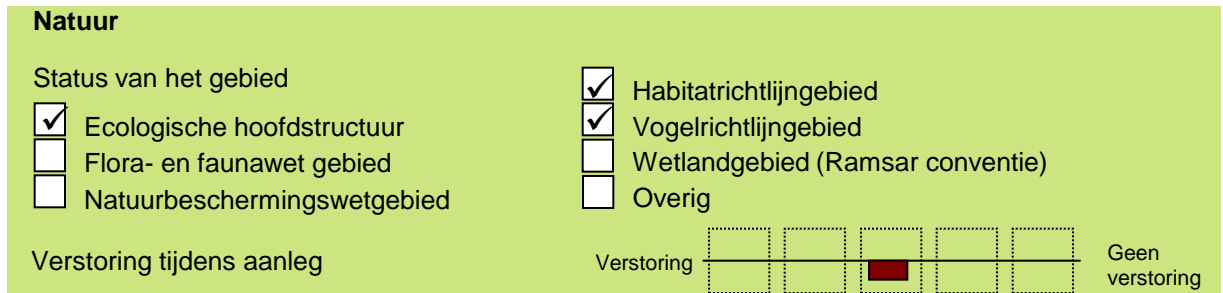 Natuur
Status van het gebied
Ecologische hoofdstructuur
Flora- en faunawet gebied
Natuurbeschermingswetgebied
Habitatrichtlijngebied
Vogelrichtlijngebied
Wetlandgebied (Ramsar conventie)
Overig
Verstoring tijdens aanleg
Verstoring
Geen
verstoring